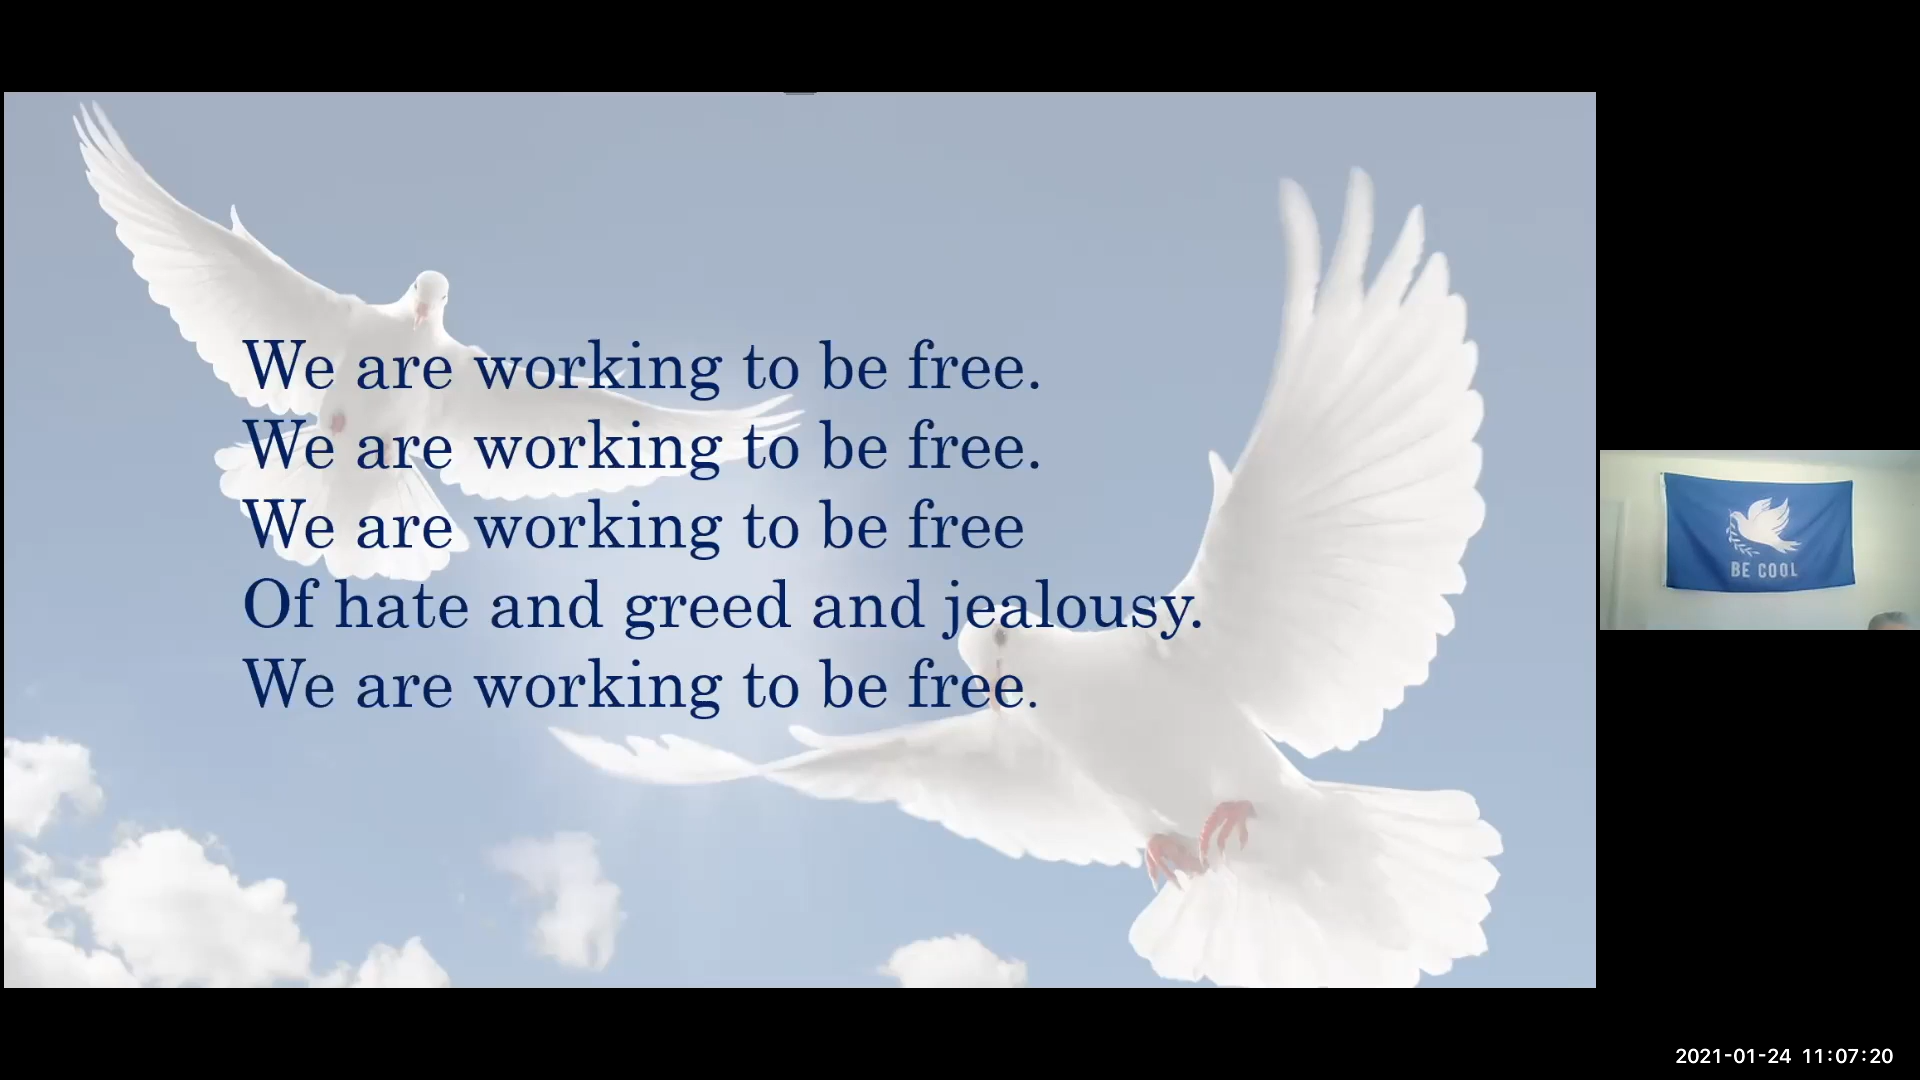 We are working to be free.
We are working to be free.
We are working to be free
Of hate and greed and jealousy.
We are working to be free.
BE COOL
2021-01-24 11:07:20